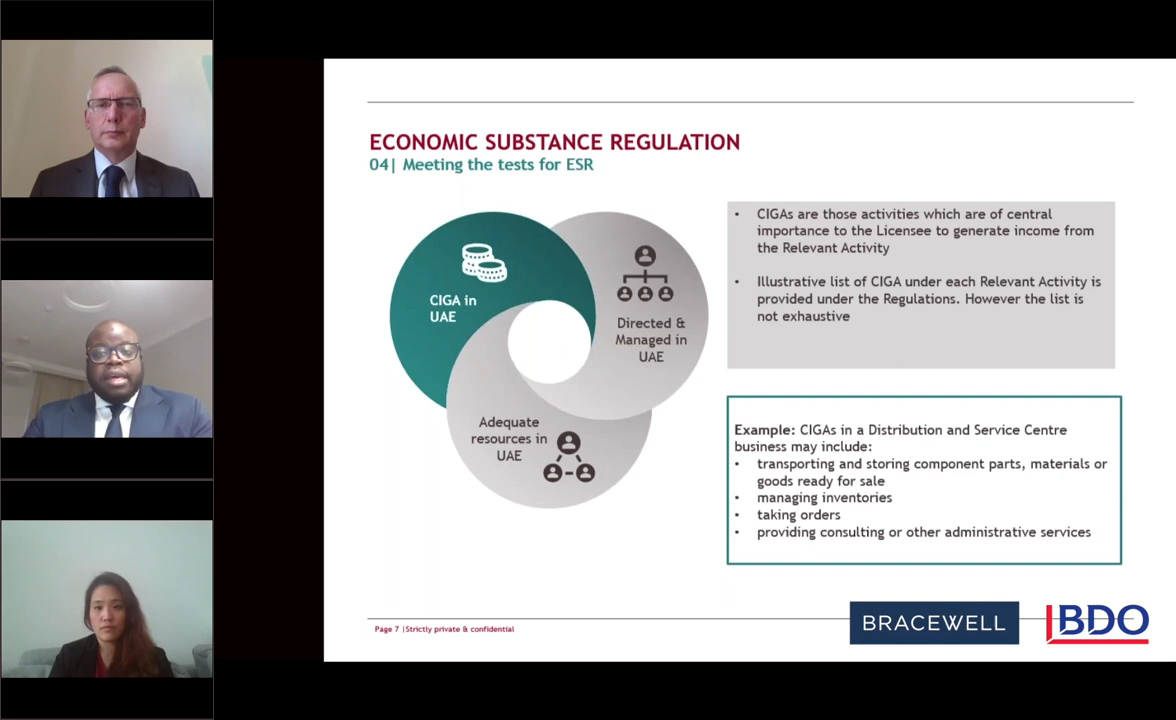 ECONOMIC SUBSTANCE REGULATION
04| Meeting the tests for ESR
CIGA in
UAE
Directed &
Managed in
UAE
Adequate
resources in
UAE
• CIGAs are those activities which are of central
importance to the Licensee to generate income from
the Relevant Activity
• Illustrative list of CIGA under each Relevant Activity is
provided under the Regulations. However the list is
not exhaustive
Example: CIGAs in a Distribution and Service Centre
business may include:
• transporting and storing component parts, materials or
goods ready for sale
• managing inventories
• taking orders
• providing consulting or other administrative services
Page 7 |Strictly private & confidential
BRACEWELL
BDO